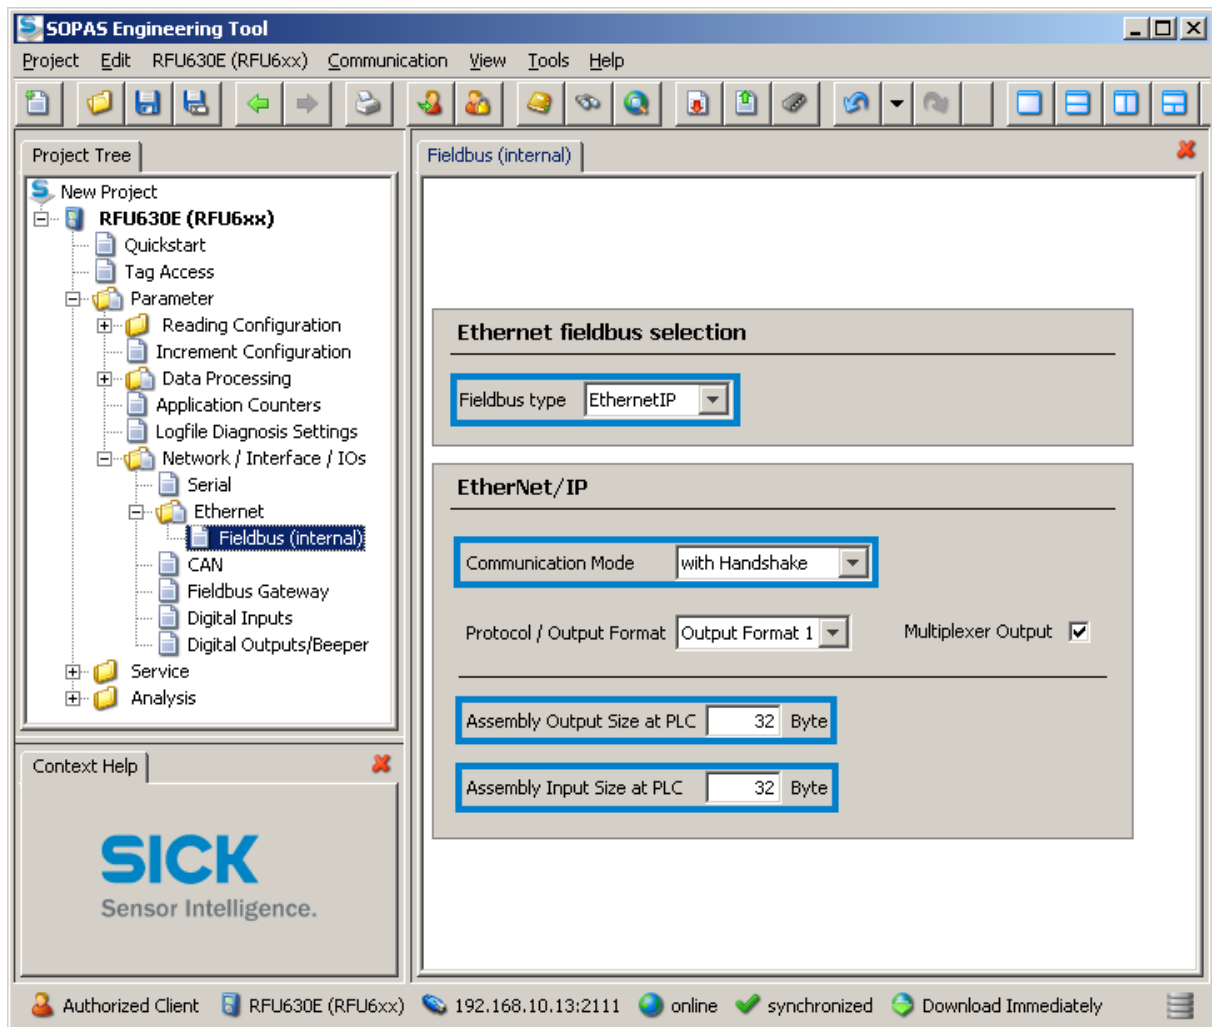 SOPAS Engineering Tool
Project Edit RFU630E (RFU6xx) Communication View Tools Help
Project Tree
New Project
RFU630E (RFU6xx)
Quickstart
Tag Access
Parameter
Reading Configuration
Increment Configuration
Data Processing
Application Counters
Logfile Diagnosis Settings
Network / Interface / IOs
Serial
Ethernet
Fieldbus (internal)
CAN
Fieldbus Gateway
Digital Inputs
Digital Outputs/Beeper
Service
Analysis
Context Help
SICK
Sensor Intelligence.
Fieldbus (internal)
Ethernet fieldbus selection
Fieldbus type EthernetIP
EtherNet/IP
Communication Mode with Handshake
Protocol / Output Format Output Format 1 Multiplexer Output
Assembly Output Size at PLC 32 Byte
Assembly Input Size at PLC 32 Byte
Authorized Client RFU630E (RFU6xx) 192.168.10.13:2111 online synchronized Download Immediately